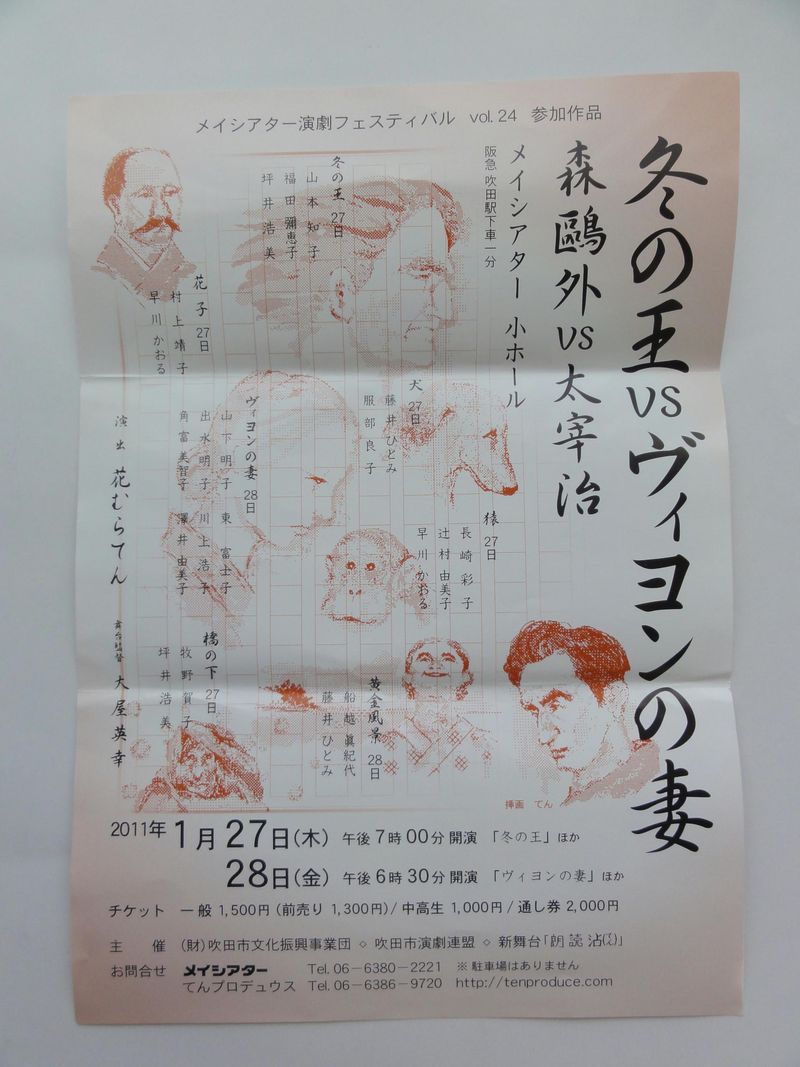 メイシアター演劇フェスティバル vol.24 参加作品
冬の王vsヴィヨンの妻
森鷗外vs太宰治
メイシアター 小ホール
阪急 吹田駅下車一分
冬の王 27日
山本知子
福田彌恵子
坪井浩美
花子 27日
村上靖子
早川かおる
犬 27日
藤井ひとみ
服部良子
ヴィヨンの妻 28日
山下明子 東富士子
出水明子 川上浩子
角富美智子 澤井由美子
猿 27日
長崎彩子
辻村由美子
早川かおる
橋の下 27日
牧野賀子
坪井浩美
黄金風景 28日
船越眞紀代
藤井ひとみ
演出 花むらてん
舞台監督 大屋英幸
挿画 てん
2011年 1月27日(木) 午後7時00分開演 「冬の王」ほか
28日(金) 午後6時30分開演 「ヴィヨンの妻」ほか
チケット 一般 1,500円 (前売り 1,300円) / 中高生 1,000円 / 通し券 2,000円
主 催 (財)吹田市文化振興事業団 ◇ 吹田市演劇連盟 ◇ 新舞台「朗読
お問合せ メイシアター Tel. 06-6380-2221 ※駐車場はありません
てんプロデュウス Tel. 06-6386-9720 http://tenproduce.com